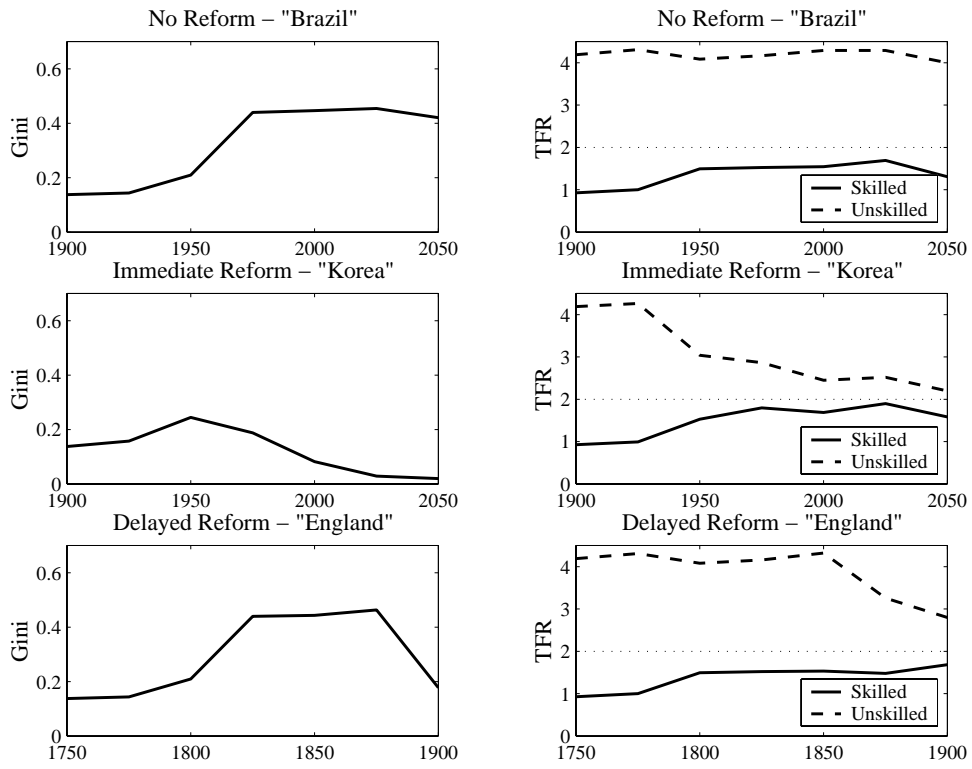 No Reform – "Brazil"
Gini
0.6
0.4
0.2
0
1900
1950
2000
2050
No Reform – "Brazil"
TFR
4
3
2
1
0
1900
1950
2000
2050
Skilled
Unskilled
Immediate Reform – "Korea"
Gini
0.6
0.4
0.2
0
1900
1950
2000
2050
Immediate Reform – "Korea"
TFR
4
3
2
1
0
1900
1950
2000
2050
Skilled
Unskilled
Delayed Reform – "England"
Gini
0.6
0.4
0.2
0
1750
1800
1850
1900
Delayed Reform – "England"
TFR
4
3
2
1
0
1750
1800
1850
1900
Skilled
Unskilled